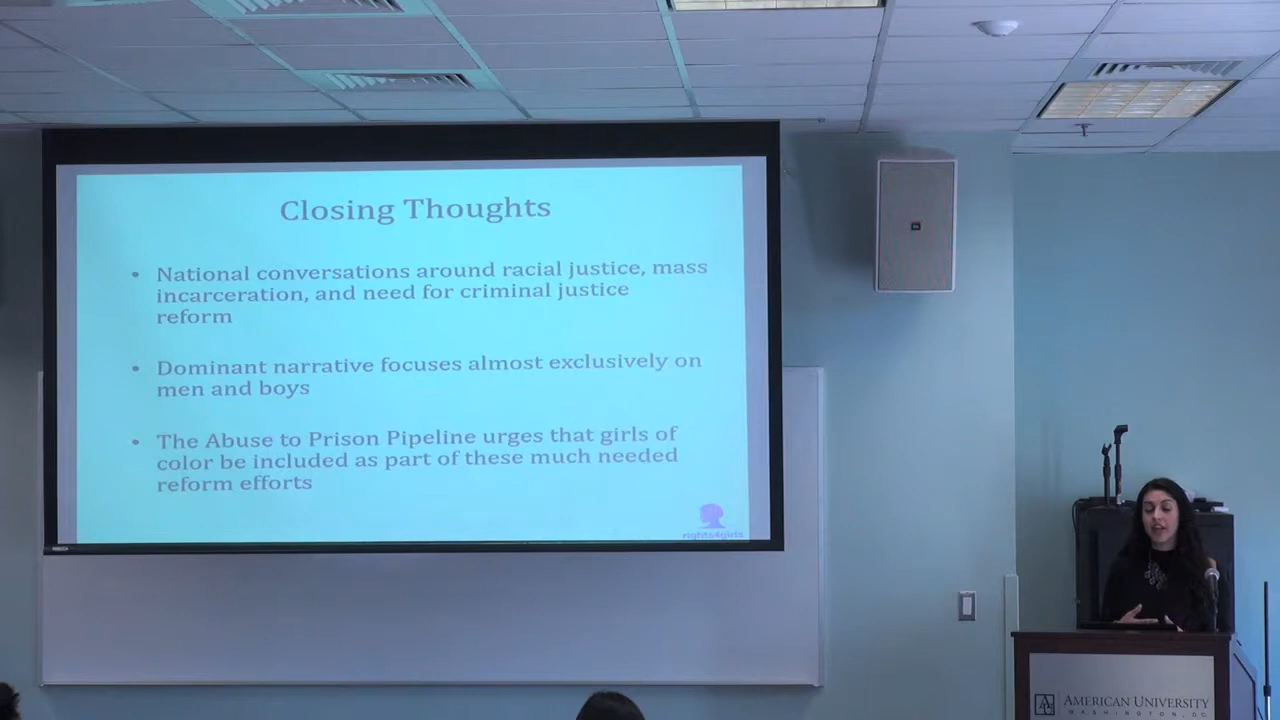 Closing Thoughts
• National conversations around racial justice, mass
incarceration, and need for criminal justice
reform
• Dominant narrative focuses almost exclusively on
men and boys
• The Abuse to Prison Pipeline urges that girls of
color be included as part of these much needed
reform efforts
rights4girls
AMERICAN UNIVERSITY
WASHINGTON, DC